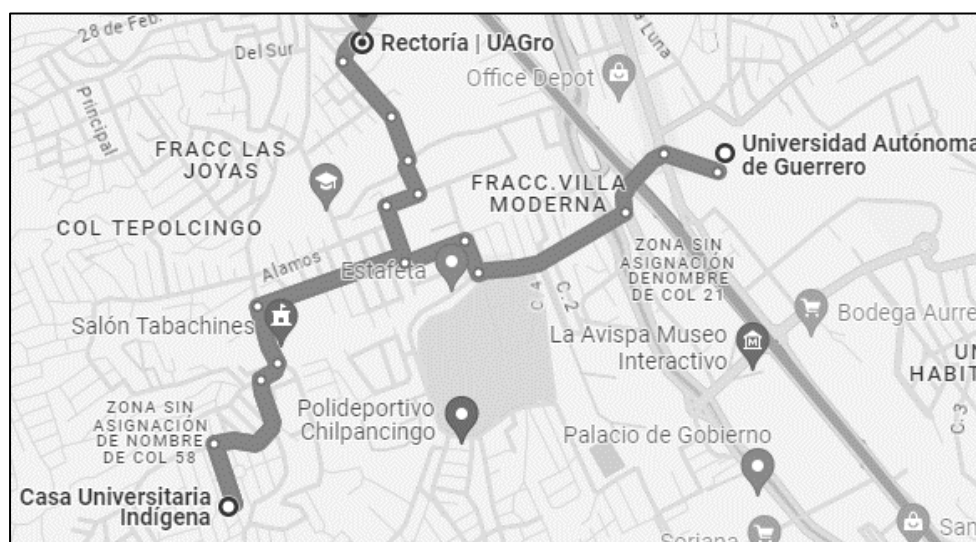 28 de Feb.
Del Sur
Rectoría | UAGro
Luna
Office Depot
Principal
FRACC LAS
JOYAS
Universidad Autónoma
de Guerrero
FRACC.VILLA
MODERNA
COL TEPOLCINGO
Alamos
Estafeta
ZONA SIN
ASIGNACIÓN
DENOMBRE
DE COL 21
C. 4
C. 2
Salón Tabachines
La Avispa Museo
Interactivo
Bodega Aurre
UN
HABIT
C. 3
ZONA SIN
ASIGNACIÓN
DE NOMBRE
DE COL 58
Polideportivo
Chilpancingo
Palacio de Gobierno
Casa Universitaria
Indígena
Soriana
San